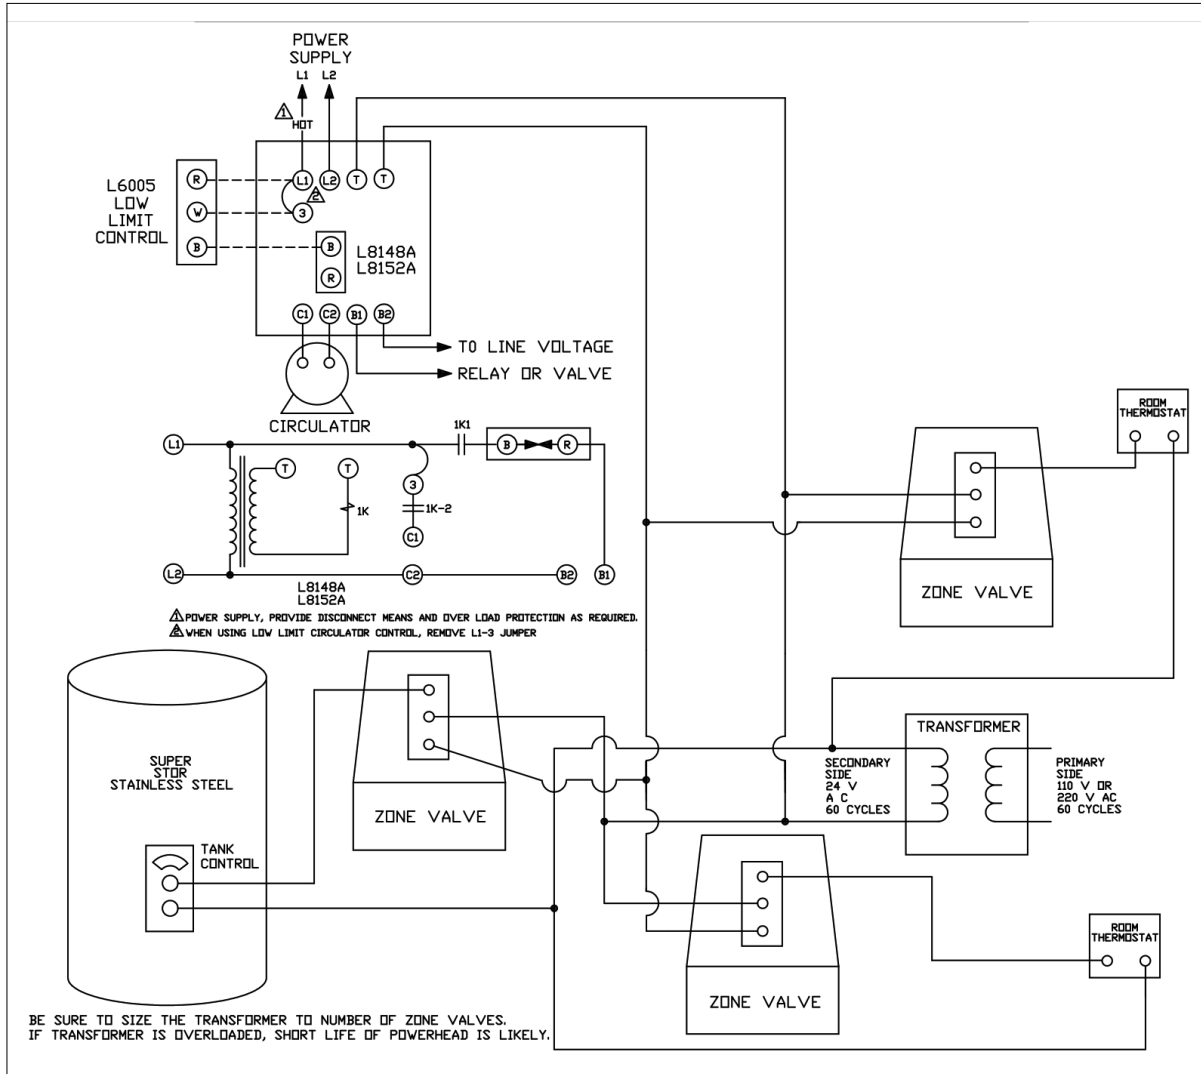 POWER
SUPPLY
L1 L2
1
HOT
L6005
LOW
LIMIT
CONTROL
R
W
B
L1 L2 T T
2
3
B
R
L8148A
L8152A
C1 C2 B1 B2
TO LINE VOLTAGE
RELAY OR VALVE
CIRCULATOR
L1
1K1
B R
T T
3
1K
1K-2
C1
L2
C2
B2 B1
L8148A
L8152A
1 POWER SUPPLY, PROVIDE DISCONNECT MEANS AND OVER LOAD PROTECTION AS REQUIRED.
2 WHEN USING LOW LIMIT CIRCULATOR CONTROL, REMOVE L1-3 JUMPER
ROOM
THERMOSTAT
ZONE VALVE
SUPER
STOR
STAINLESS STEEL
TANK
CONTROL
ZONE VALVE
TRANSFORMER
SECONDARY
SIDE
24 V
A C
60 CYCLES
PRIMARY
SIDE
110 V OR
220 V AC
60 CYCLES
ZONE VALVE
ROOM
THERMOSTAT
BE SURE TO SIZE THE TRANSFORMER TO NUMBER OF ZONE VALVES.
IF TRANSFORMER IS OVERLOADED, SHORT LIFE OF POWERHEAD IS LIKELY.